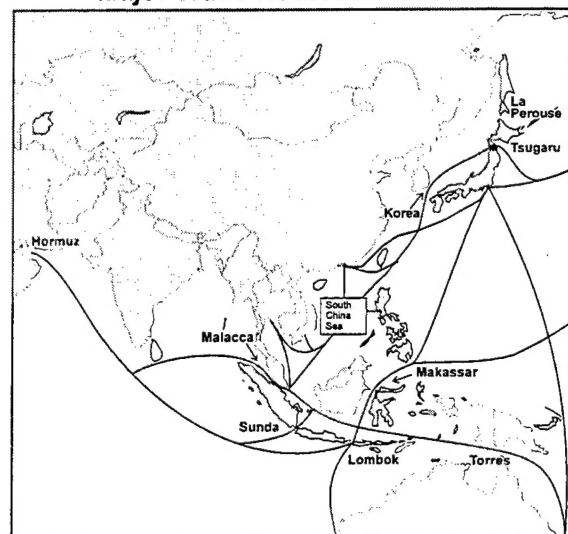 La
Perouse
Tsugaru
Korea
Hormuz
South
China
Sea
Malacca
Makassar
Sunda
Lombok
Torres